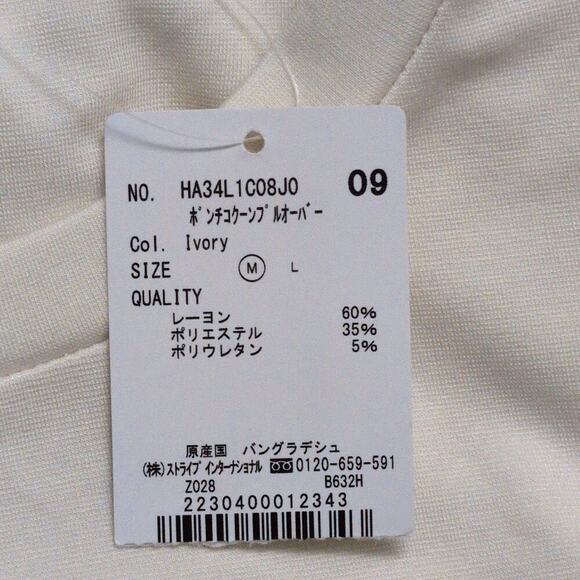 NO. HA34L1C08J0 09
ﾎﾟﾝﾁｺｸｰﾝﾌﾟﾙｵｰﾊﾞｰ
Col. Ivory
SIZE M L
QUALITY
レーヨン 60%
ポリエステル 35%
ポリウレタン 5%
原産国 バングラデシュ
(株)ｽﾄﾗｲﾌﾟｲﾝﾀｰﾅｼｮﾅﾙ 0120-659-591
Z028 B632H
2230400012343